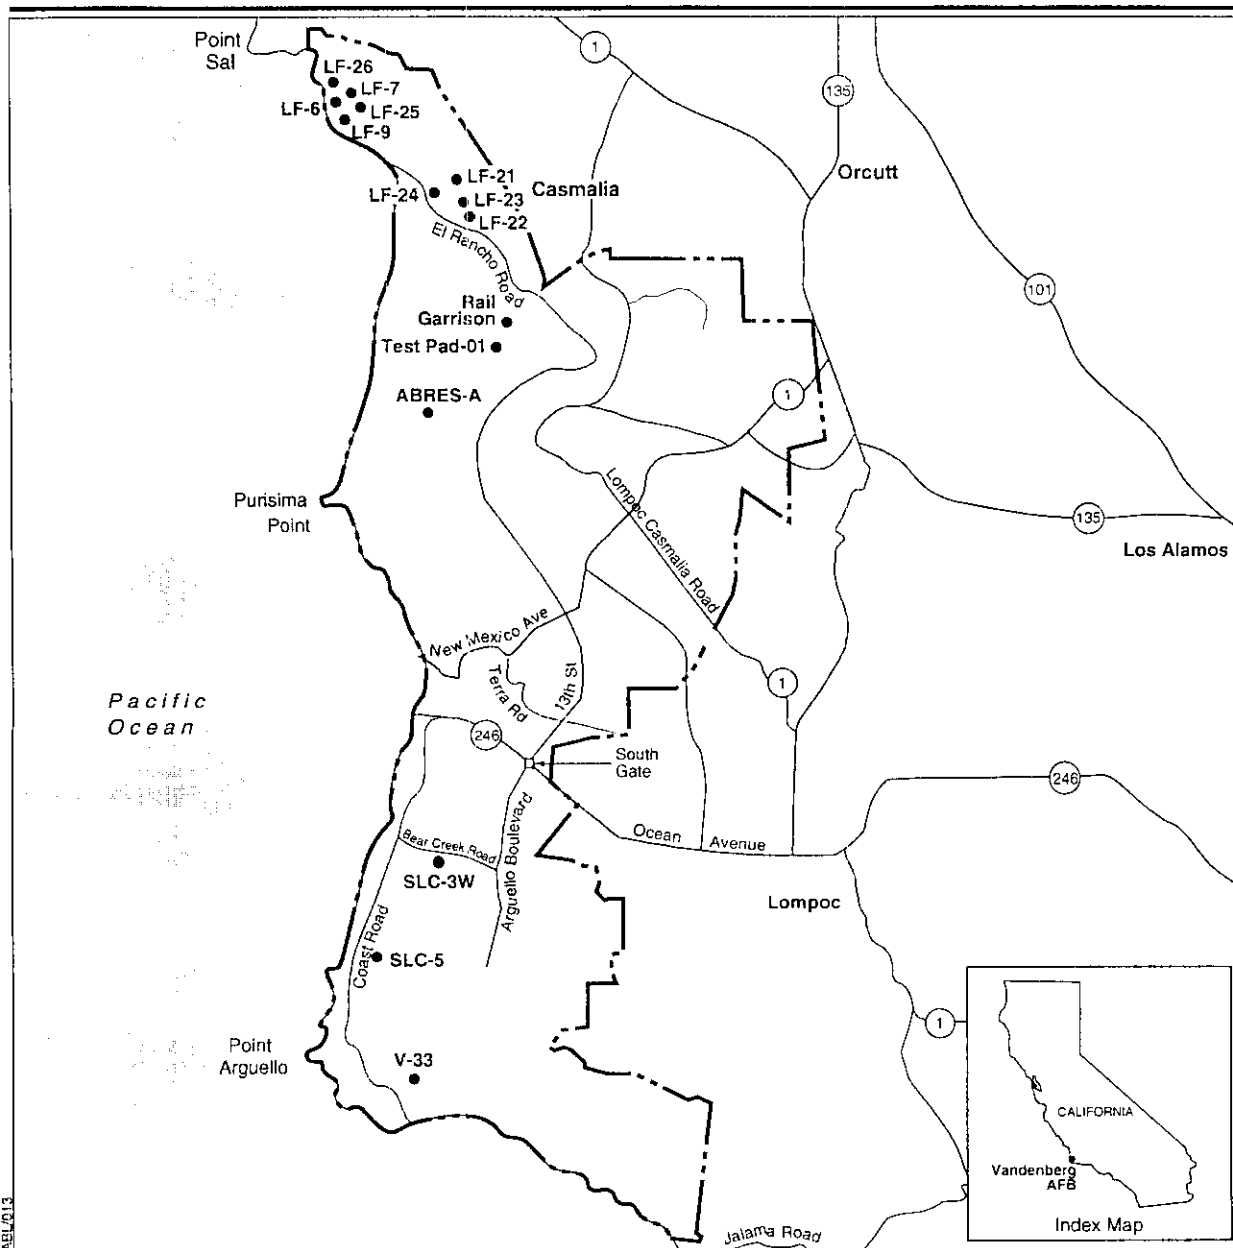 Point
Sal
LF-26
LF-7
LF-6
LF-25
LF-9
1
135
Orcutt
LF-21
LF-24
LF-23
LF-22
Casmalia
El Rancho Road
101
Rail
Garrison
Test Pad-01
ABRES-A
1
Purisima
Point
Lompoc Casmalia Road
135
Los Alamos
New Mexico Ave
Terra Rd
13th St
1
Pacific
Ocean
246
South
Gate
246
Ocean Avenue
Bear Creek Road
Arguello Boulevard
SLC-3W
Lompoc
Coast Road
SLC-5
1
Point
Arguello
V-33
CALIFORNIA
Vandenberg
AFB
Index Map
Jalama Road
ABL/013